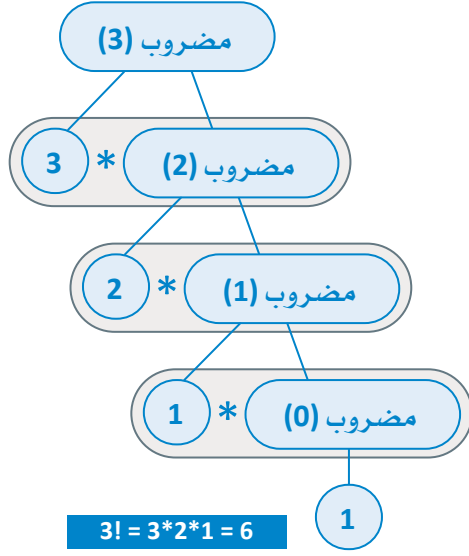 مضروب (3)
3 * مضروب (2)
2 * مضروب (1)
1 * مضروب (0)
1
3! = 3*2*1 = 6